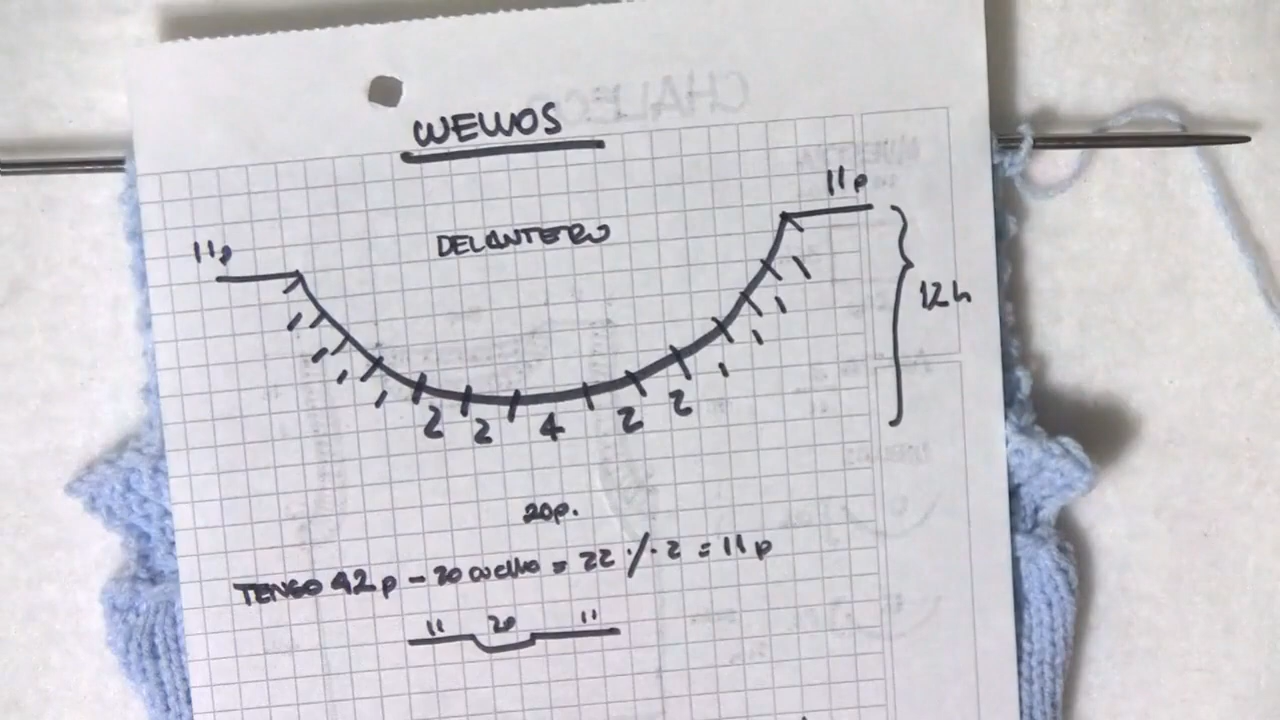 CUELLOS
DELANTERO
11p
11p
12h
2 2 4 2 2
20p.
TENGO 42p - 20 cuello = 22 ./. 2 = 11p
11 20 11